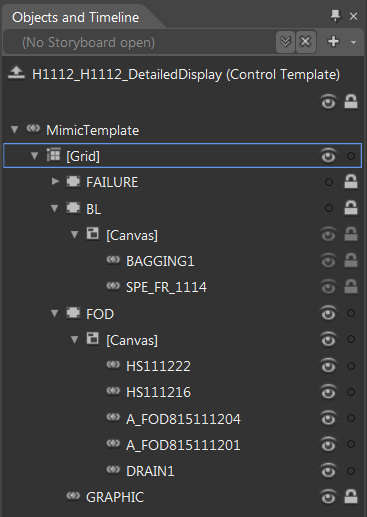 Objects and Timeline
(No Storyboard open)
H1112_H1112_DetailedDisplay (Control Template)
MimicTemplate
[Grid]
FAILURE
BL
[Canvas]
BAGGING1
SPE_FR_1114
FOD
[Canvas]
HS111222
HS111216
A_FOD815111204
A_FOD815111201
DRAIN1
GRAPHIC